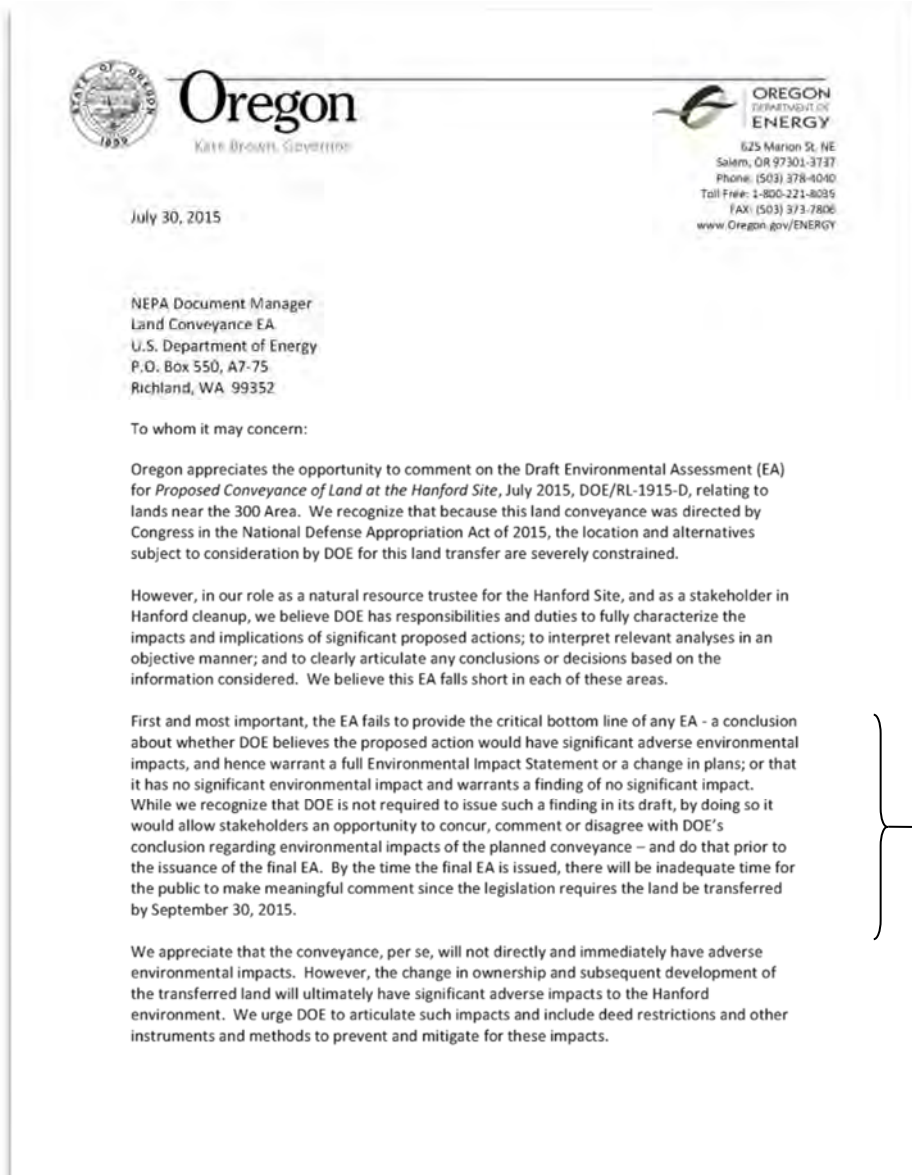 STATE OF OREGON
1859
Oregon
Kate Brown, Governor
OREGON
DEPARTMENT OF
ENERGY
625 Marion St. NE
Salem, OR 97301-3737
Phone: (503) 378-4040
Toll Free: 1-800-221-8035
FAX: (503) 373-7806
www.Oregon.gov/ENERGY
July 30, 2015
NEPA Document Manager
Land Conveyance EA
U.S. Department of Energy
P.O. Box 550, A7-75
Richland, WA 99352
To whom it may concern:
Oregon appreciates the opportunity to comment on the Draft Environmental Assessment (EA)
for Proposed Conveyance of Land at the Hanford Site, July 2015, DOE/RL-1915-D, relating to
lands near the 300 Area. We recognize that because this land conveyance was directed by
Congress in the National Defense Appropriation Act of 2015, the location and alternatives
subject to consideration by DOE for this land transfer are severely constrained.
However, in our role as a natural resource trustee for the Hanford Site, and as a stakeholder in
Hanford cleanup, we believe DOE has responsibilities and duties to fully characterize the
impacts and implications of significant proposed actions; to interpret relevant analyses in an
objective manner; and to clearly articulate any conclusions or decisions based on the
information considered. We believe this EA falls short in each of these areas.
First and most important, the EA fails to provide the critical bottom line of any EA - a conclusion
about whether DOE believes the proposed action would have significant adverse environmental
impacts, and hence warrant a full Environmental Impact Statement or a change in plans; or that
it has no significant environmental impact and warrants a finding of no significant impact.
While we recognize that DOE is not required to issue such a finding in its draft, by doing so it
would allow stakeholders an opportunity to concur, comment or disagree with DOE's
conclusion regarding environmental impacts of the planned conveyance – and do that prior to
the issuance of the final EA. By the time the final EA is issued, there will be inadequate time for
the public to make meaningful comment since the legislation requires the land be transferred
by September 30, 2015.
We appreciate that the conveyance, per se, will not directly and immediately have adverse
environmental impacts. However, the change in ownership and subsequent development of
the transferred land will ultimately have significant adverse impacts to the Hanford
environment. We urge DOE to articulate such impacts and include deed restrictions and other
instruments and methods to prevent and mitigate for these impacts.